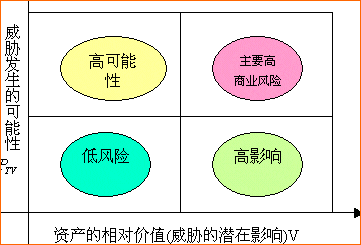 威胁发生的可能性
PTV
高可能
性
主要高
商业风险
低风险
高影响
资产的相对价值(威胁的潜在影响)V